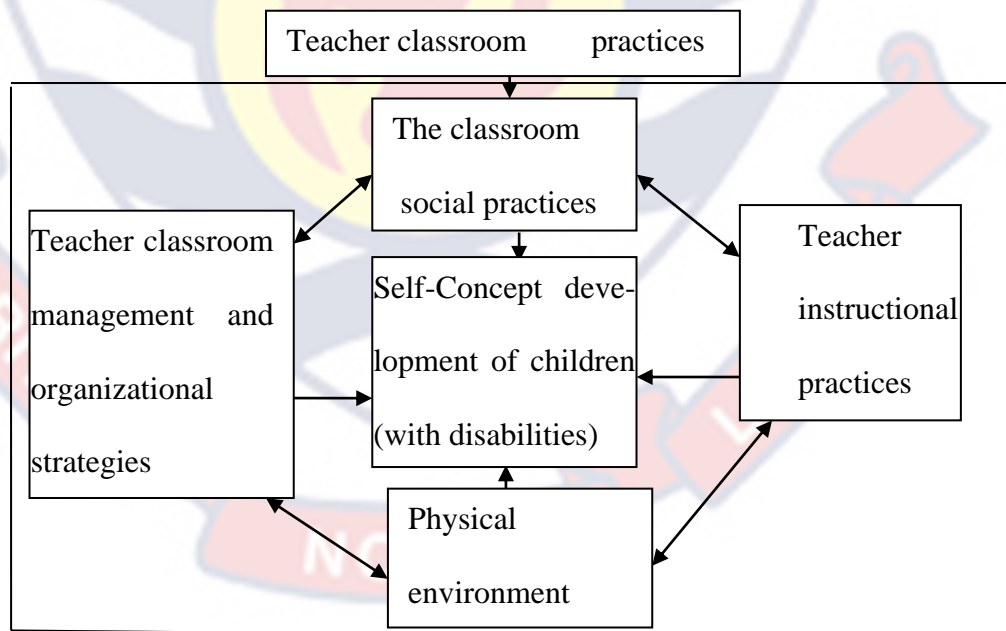 Teacher classroom practices
The classroom
social practices
Teacher classroom
management and
organizational
strategies
Self-Concept deve-
lopment of children
(with disabilities)
Teacher
instructional
practices
Physical
environment